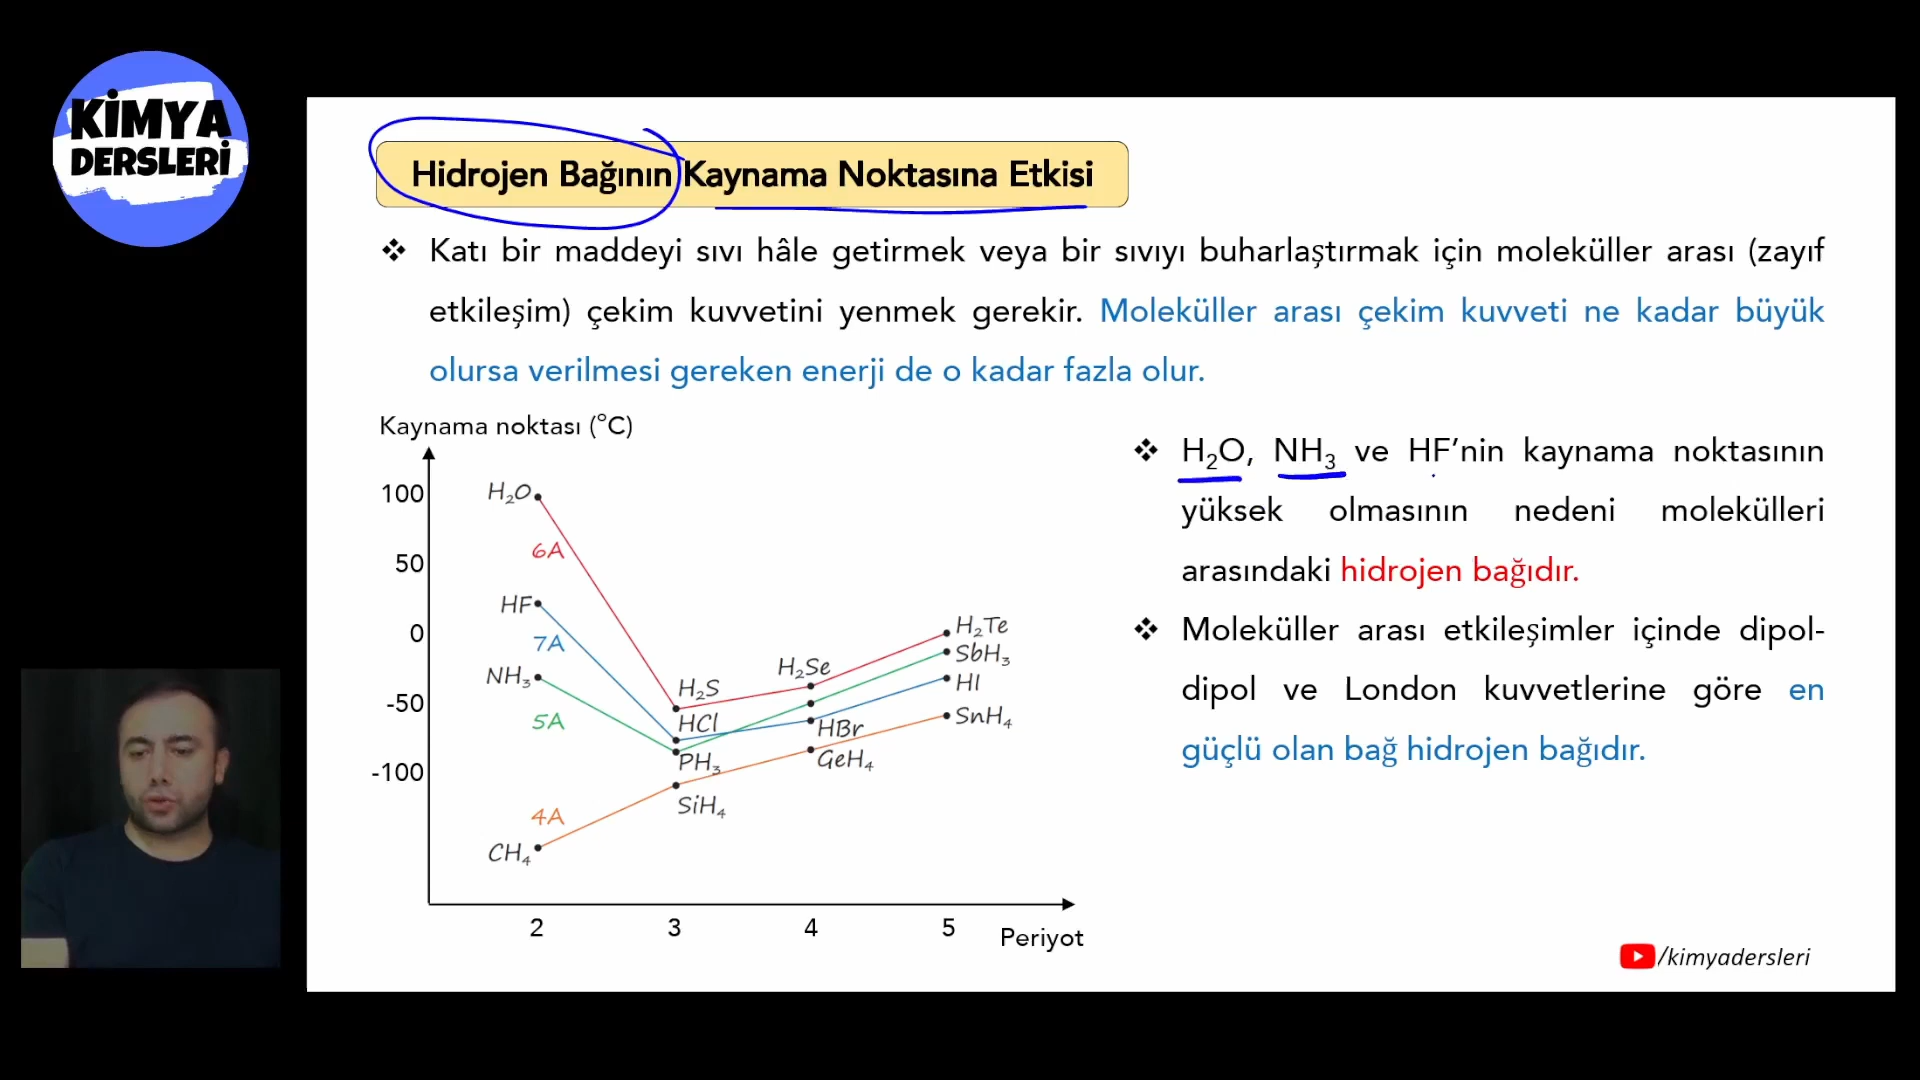 KİMYA
DERSLERİ
Hidrojen Bağının Kaynama Noktasına Etkisi
❖ Katı bir maddeyi sıvı hâle getirmek veya bir sıvıyı buharlaştırmak için moleküller arası (zayıf
etkileşim) çekim kuvvetini yenmek gerekir. Moleküller arası çekim kuvveti ne kadar büyük
olursa verilmesi gereken enerji de o kadar fazla olur.
Kaynama noktası (°C)
100
50
0
-50
-100
H₂O
6A
HF
7A
NH₃
5A
4A
CH₄
H₂S
HCl
PH₃
SiH₄
H₂Se
HBr
GeH₄
H₂Te
SbH₃
HI
SnH₄
2 3 4 5 Periyot
❖ H₂O, NH₃ ve HF’nin kaynama noktasının
yüksek olmasının nedeni molekülleri
arasındaki hidrojen bağıdır.
❖ Moleküller arası etkileşimler içinde dipol-
dipol ve London kuvvetlerine göre en
güçlü olan bağ hidrojen bağıdır.
/kimyadersleri